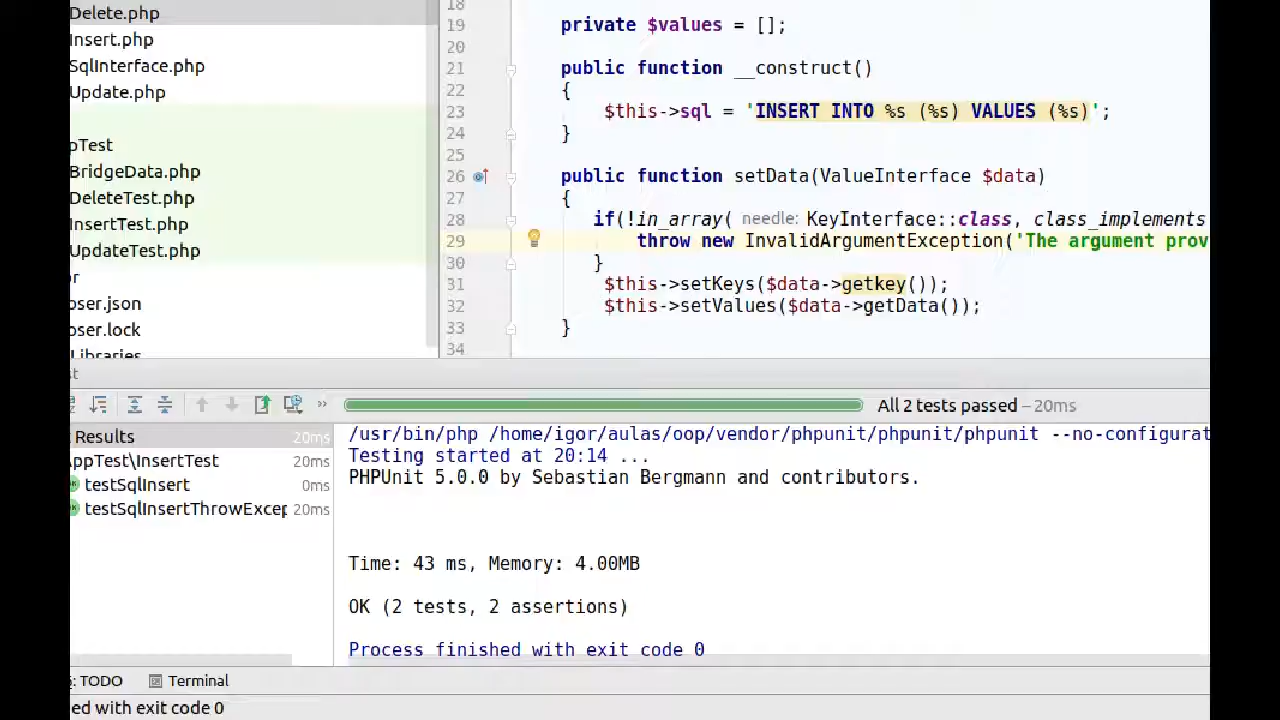 Delete.php
Insert.php
SqlInterface.php
Update.php
pTest
BridgeData.php
DeleteTest.php
InsertTest.php
UpdateTest.php
or
oser.json
oser.lock
Libraries
18
19 private $values = [];
20
21 public function __construct()
22 {
23 $this->sql = 'INSERT INTO %s (%s) VALUES (%s)';
24 }
25
26 public function setData(ValueInterface $data)
27 {
28 if(!in_array( needle: KeyInterface::class, class_implements
29 throw new InvalidArgumentException('The argument prov
30 }
31 $this->setKeys($data->getkey());
32 $this->setValues($data->getData());
33 }
34
st
» All 2 tests passed – 20ms
Results 20ms
AppTest\InsertTest 20ms
OK testSqlInsert 0ms
OK testSqlInsertThrowExcep 20ms
/usr/bin/php /home/igor/aulas/oop/vendor/phpunit/phpunit/phpunit --no-configurat
Testing started at 20:14 ...
PHPUnit 5.0.0 by Sebastian Bergmann and contributors.
Time: 43 ms, Memory: 4.00MB
OK (2 tests, 2 assertions)
Process finished with exit code 0
: TODO Terminal
ed with exit code 0